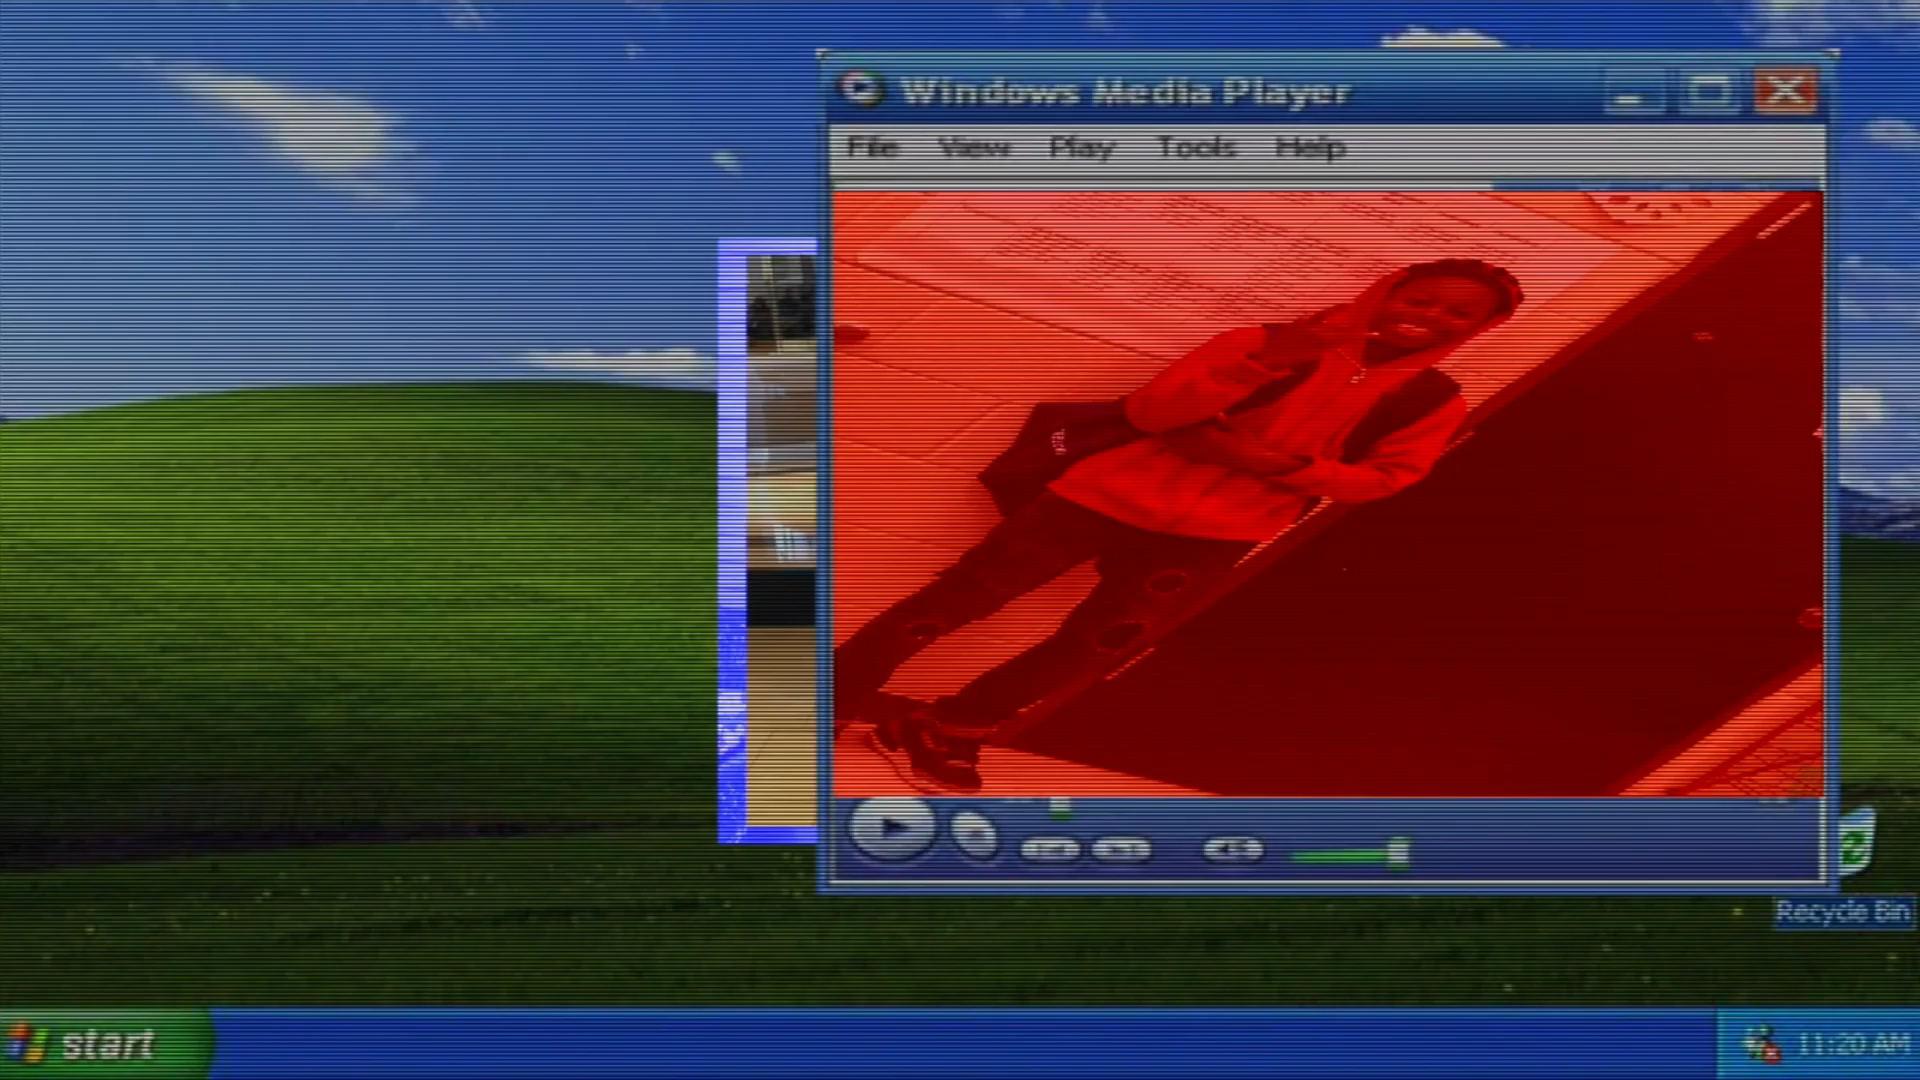 Windows Media Player
File View Play Tools Help
Recycle Bin
start
11:20 AM